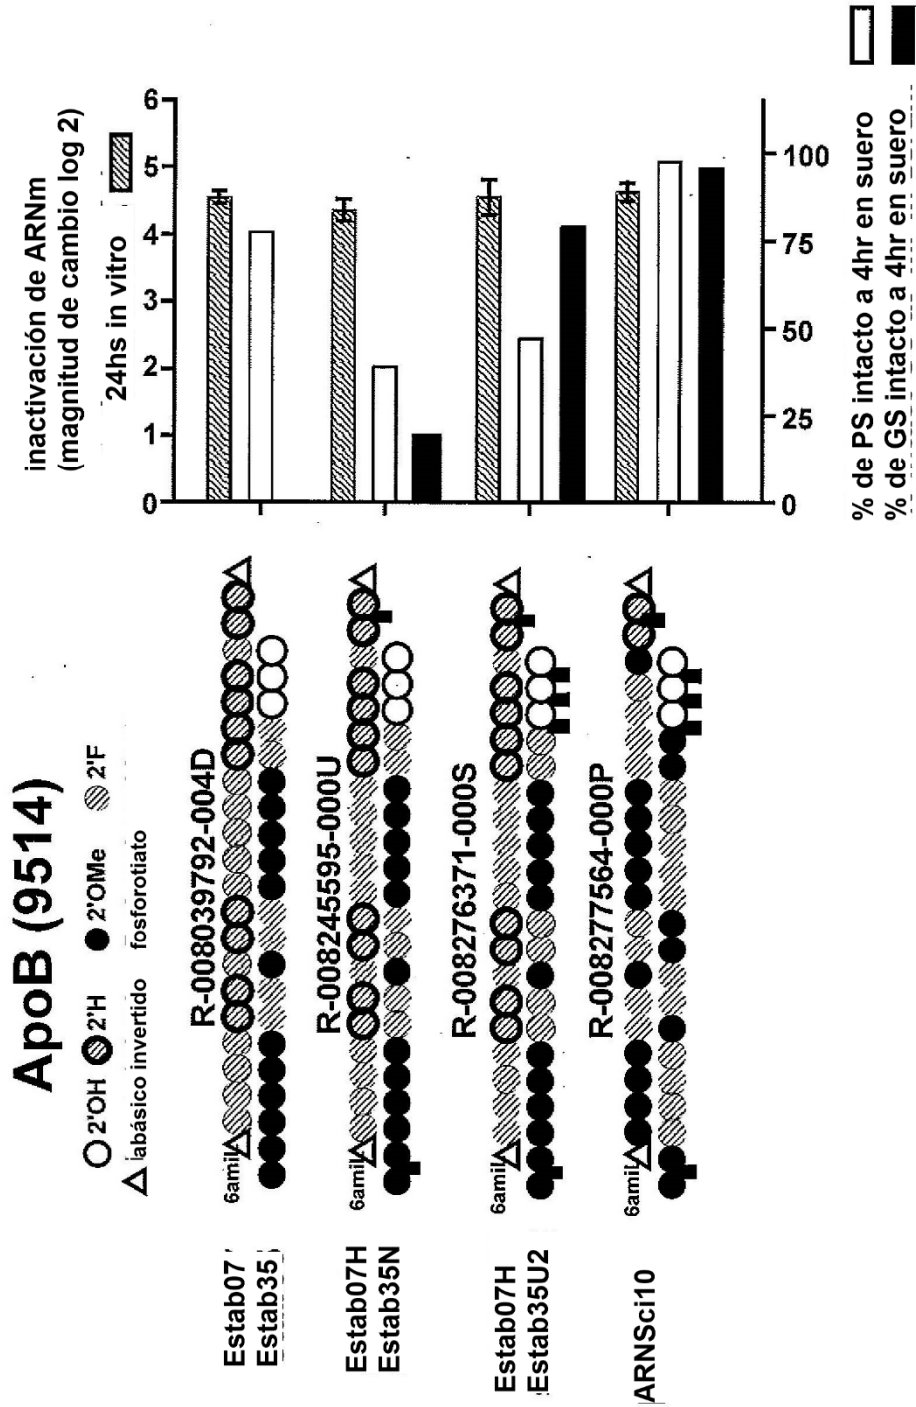 ApoB (9514)
2'OH 2'H 2'OMe 2'F
abásico invertido fosforotiato
inactivación de ARNm
(magnitud de cambio log 2)
24hs in vitro
0 1 2 3 4 5 6
Estab07
Estab35
6amil
R-008039792-004D
Estab07H
Estab35N
6amil
R-008245595-000U
Estab07H
Estab35U2
6amil
R-008276371-000S
ARNSci10
6amil
R-008277564-000P
0 25 50 75 100
% de PS intacto a 4hr en suero
% de GS intacto a 4hr en suero